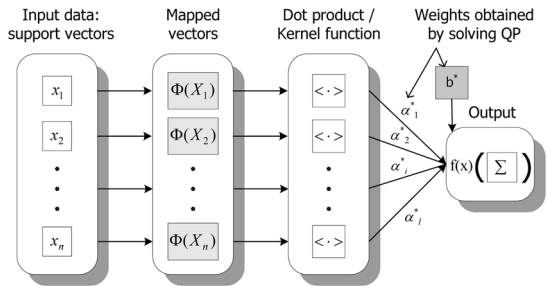 Input data:
support vectors
Mapped
vectors
Dot product /
Kernel function
Weights obtained
by solving QP
x₁
Φ(X₁)
< · >
α*₁
b*
Output
x₂
Φ(X₂)
< · >
α*₂
f(x) ( Σ )
α*ᵢ
xₙ
Φ(Xₙ)
< · >
α*ₗ